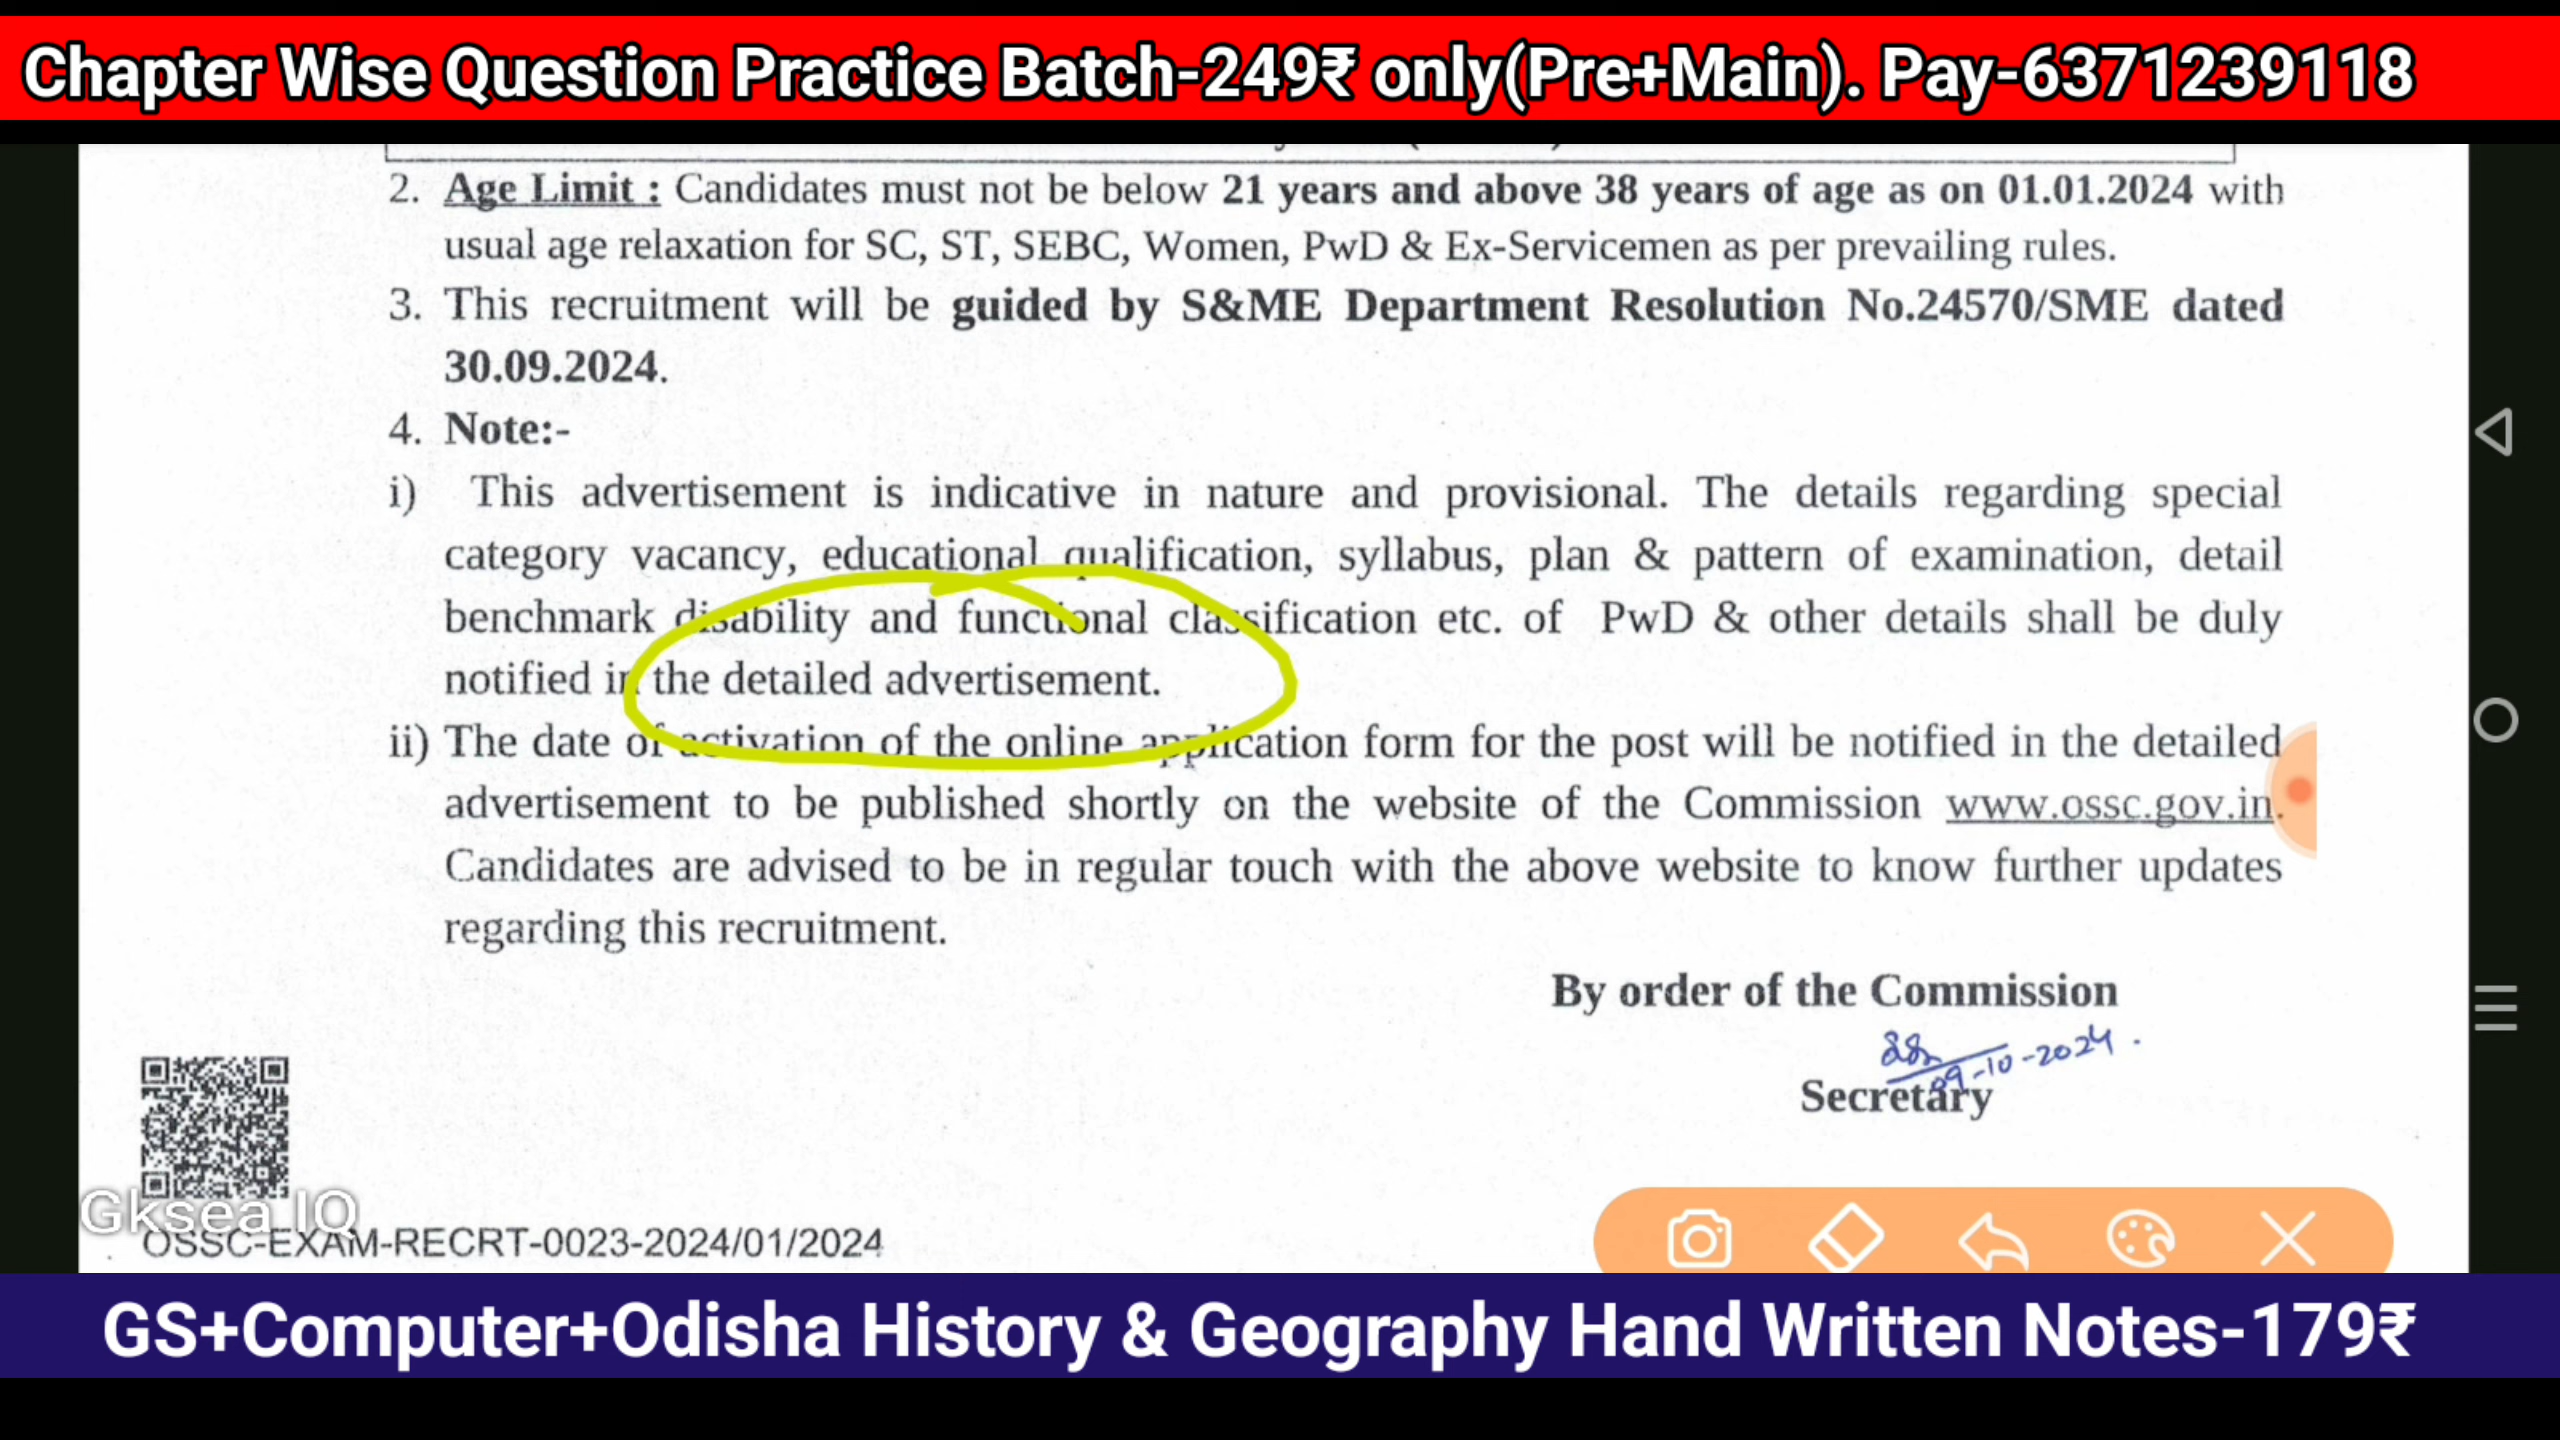 Chapter Wise Question Practice Batch-249₹ only(Pre+Main). Pay-6371239118
2. Age Limit : Candidates must not be below 21 years and above 38 years of age as on 01.01.2024 with
usual age relaxation for SC, ST, SEBC, Women, PwD & Ex-Servicemen as per prevailing rules.
3. This recruitment will be guided by S&ME Department Resolution No.24570/SME dated
30.09.2024.
4. Note:-
i) This advertisement is indicative in nature and provisional. The details regarding special
category vacancy, educational qualification, syllabus, plan & pattern of examination, detail
benchmark disability and functional classification etc. of PwD & other details shall be duly
notified in the detailed advertisement.
ii) The date of activation of the online application form for the post will be notified in the detailed
advertisement to be published shortly on the website of the Commission www.ossc.gov.in.
Candidates are advised to be in regular touch with the above website to know further updates
regarding this recruitment.
By order of the Commission
09-10-2024.
Secretary
Gksea IQ
OSSC-EXAM-RECRT-0023-2024/01/2024
GS+Computer+Odisha History & Geography Hand Written Notes-179₹